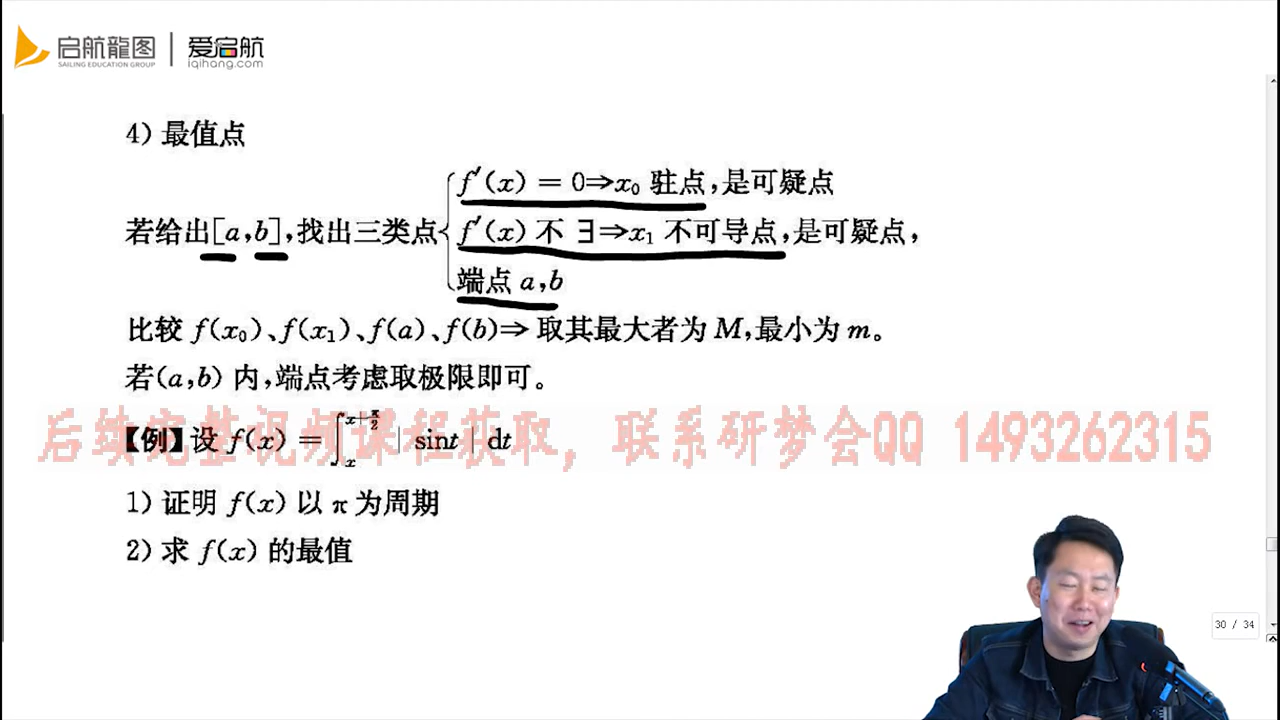 启航龍图 | 爱启航
SAILING EDUCATION GROUP iqihang.com
4) 最值点
f′(x) = 0⇒x₀ 驻点,是可疑点
若给出[a,b],找出三类点 f′(x) 不 ∃⇒x₁ 不可导点,是可疑点,
端点 a,b
比较 f(x₀)、f(x₁)、f(a)、f(b)⇒ 取其最大者为 M,最小为 m。
若(a,b) 内,端点考虑取极限即可。
【例】设 f(x) = ∫ₓ^{x+π/2} | sint | dt
后续完整视频课程获取，联系研梦会QQ 1493262315
1) 证明 f(x) 以 π 为周期
2) 求 f(x) 的最值
30 / 34